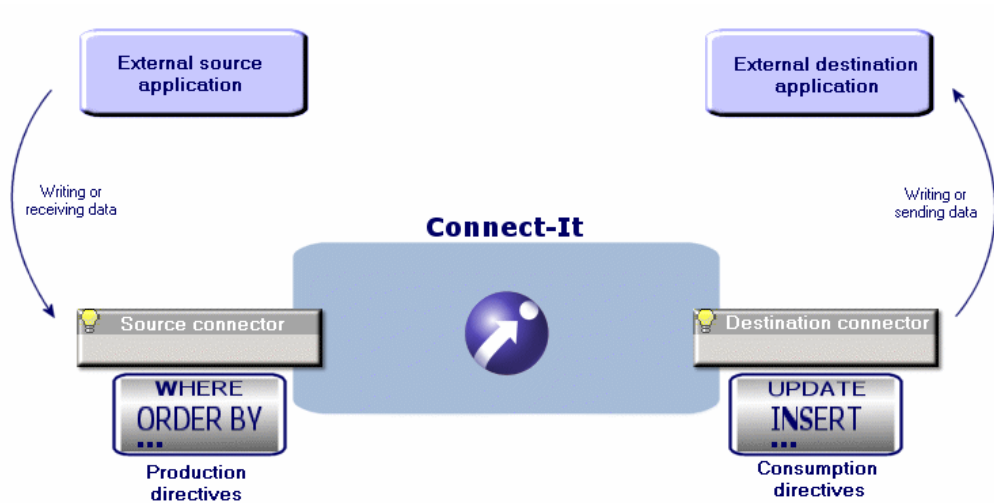 External source
application
External destination
application
Writing or
receiving data
Writing or
sending data
Connect-It
Source connector
Destination connector
WHERE
ORDER BY
...
UPDATE
INSERT
...
Production
directives
Consumption
directives